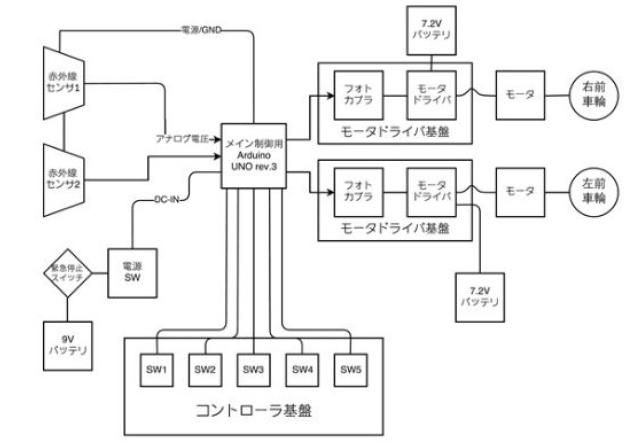 電源/GND
7.2V
バッテリ
赤外線
センサ1
フォト
カプラ
モータ
ドライバ
モータ
右前
車輪
モータドライバ基盤
アナログ電圧
メイン制御用
Arduino
UNO rev.3
赤外線
センサ2
フォト
カプラ
モータ
ドライバ
モータ
左前
車輪
モータドライバ基盤
DC-IN
緊急停止
スイッチ
電源
SW
7.2V
バッテリ
9V
バッテリ
SW1
SW2
SW3
SW4
SW5
コントローラ基盤